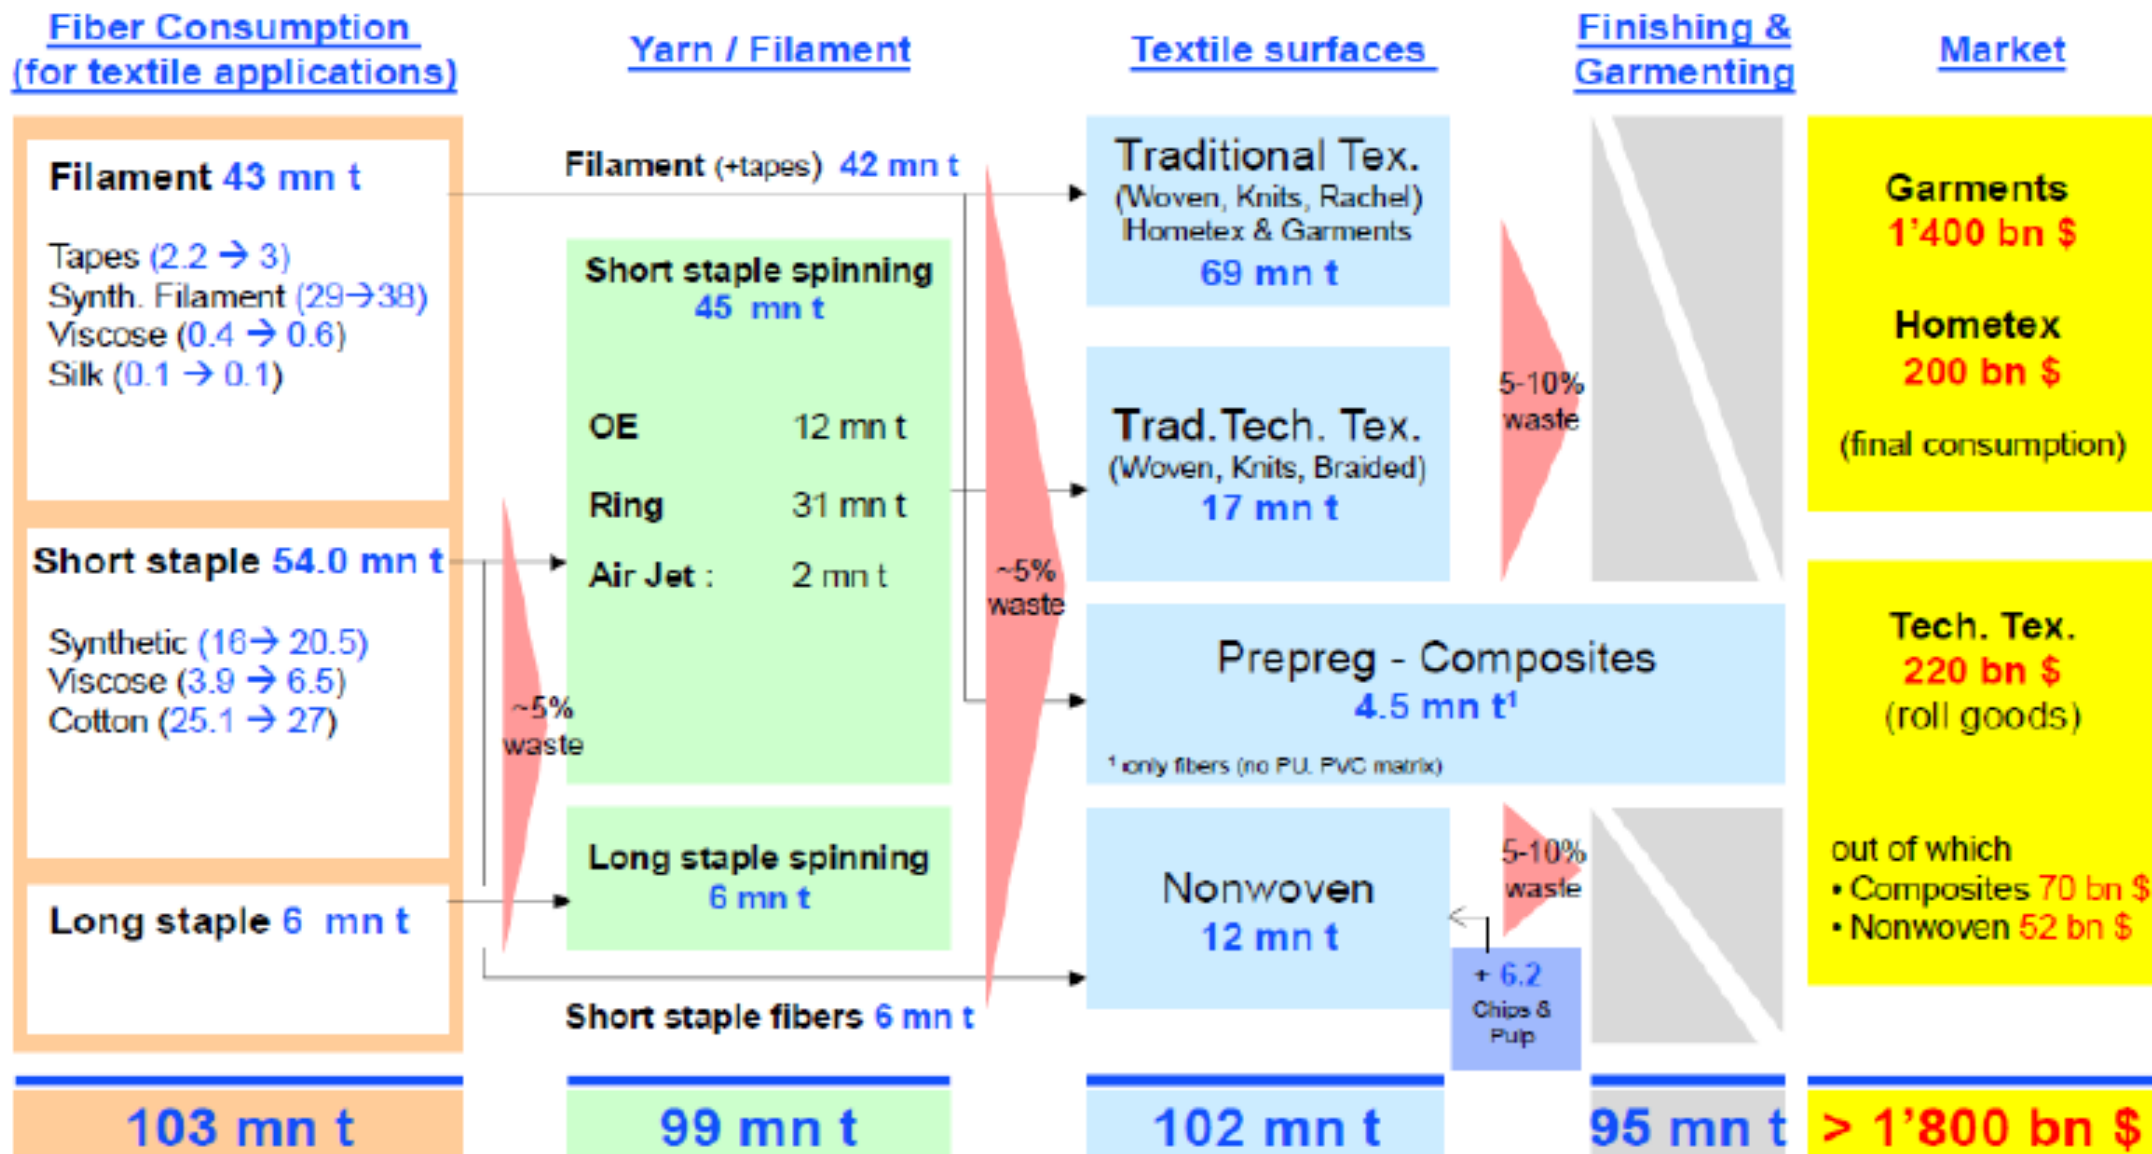 Fiber Consumption
(for textile applications)
Yarn / Filament
Textile surfaces
Finishing &
Garmenting
Market
Filament 43 mn t
Tapes (2.2 → 3)
Synth. Filament (29→38)
Viscose (0.4 → 0.6)
Silk (0.1 → 0.1)
Short staple 54.0 mn t
Synthetic (16→ 20.5)
Viscose (3.9 → 6.5)
Cotton (25.1 → 27)
Long staple 6 mn t
103 mn t
~5%
waste
Filament (+tapes) 42 mn t
Short staple spinning
45 mn t
OE 12 mn t
Ring 31 mn t
Air Jet : 2 mn t
Long staple spinning
6 mn t
Short staple fibers 6 mn t
99 mn t
~5%
waste
Traditional Tex.
(Woven, Knits, Rachel)
Hometex & Garments
69 mn t
Trad.Tech. Tex.
(Woven, Knits, Braided)
17 mn t
Prepreg - Composites
4.5 mn t¹
¹ only fibers (no PU. PVC matrix)
Nonwoven
12 mn t
+ 6.2
Chips &
Pulp
102 mn t
5-10%
waste
5-10%
waste
95 mn t
Garments
1'400 bn $
Hometex
200 bn $
(final consumption)
Tech. Tex.
220 bn $
(roll goods)
out of which
• Composites 70 bn $
• Nonwoven 52 bn $
> 1'800 bn $